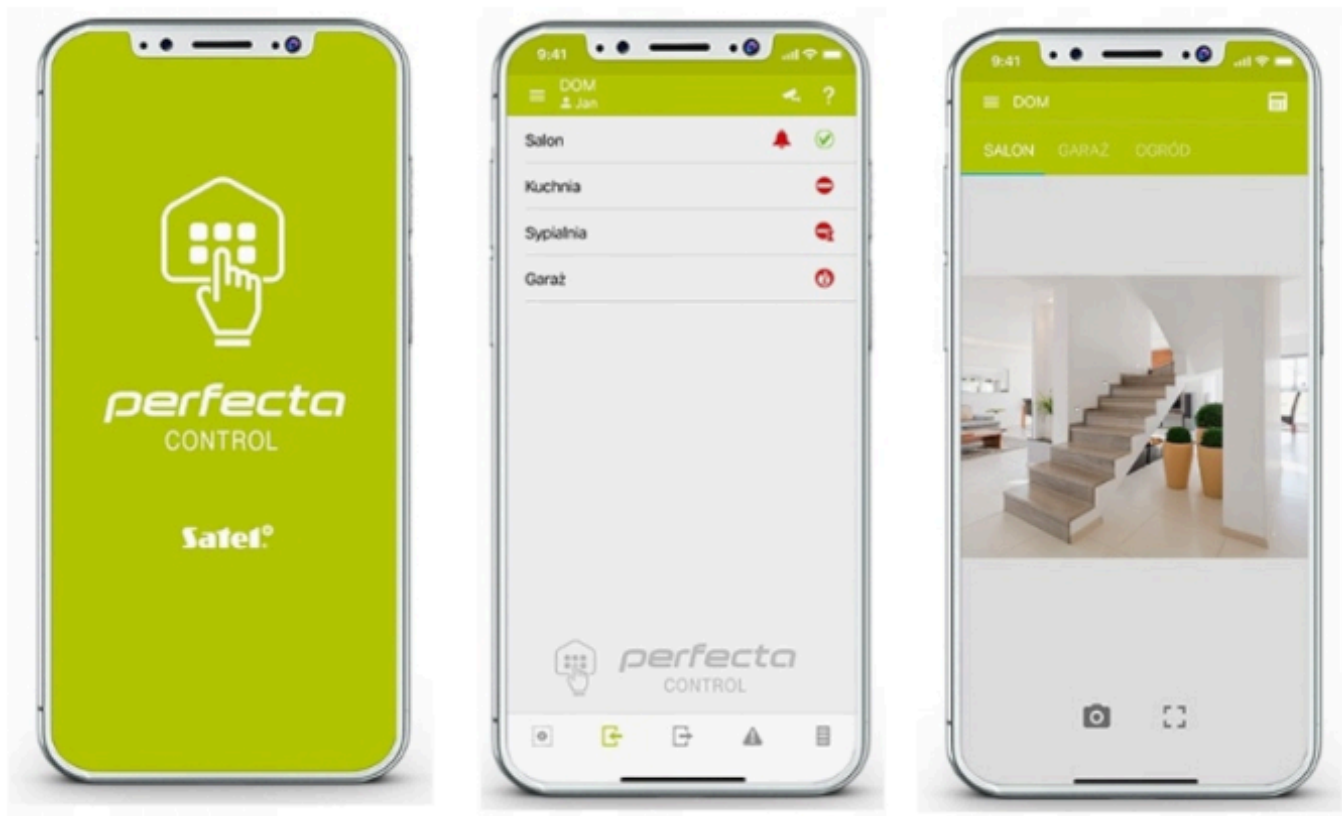 perfecta
CONTROL
Satel®
9:41
DOM
Jan
?
Salon
Kuchnia
Sypialnia
Garaż
perfecta
CONTROL
9:41
DOM
SALON GARAŻ OGRÓD